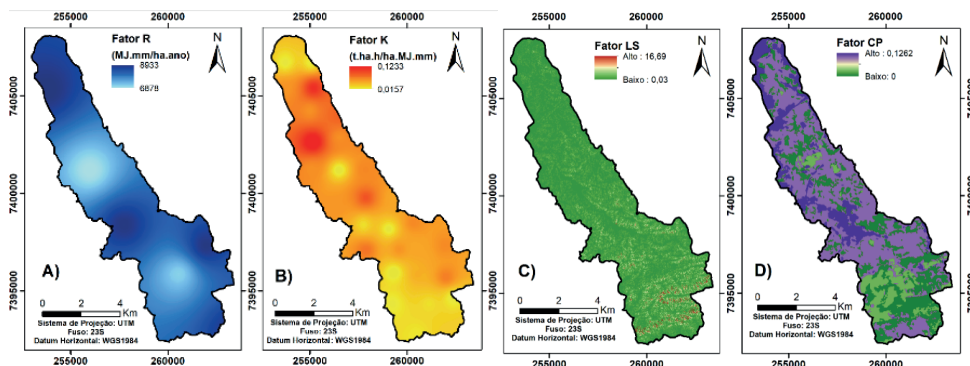 255000 260000
Fator R
(MJ.mm/ha.ano)
8933
6878
N
7405000
7400000
7395000
A)
0 2 4 Km
Sistema de Projeção: UTM
Fuso: 23S
Datum Horizontal: WGS1984
255000 260000
255000 260000
Fator K
(t.ha.h/ha.MJ.mm)
0,1233
0,0157
N
B)
0 2 4 Km
Sistema de Projeção: UTM
Fuso: 23S
Datum Horizontal: WGS1984
255000 260000
255000 260000
Fator LS
Alto : 16,69
Baixo : 0,03
N
7405000
7400000
7395000
C)
0 2 4 Km
Sistema de Projeção: UTM
Fuso: 23S
Datum Horizontal: WGS1984
255000 260000
255000 260000
Fator CP
Alto : 0,1262
Baixo: 0
N
7400000
D)
0 2 4 Km
Sistema de Projeção: UTM
Fuso: 23S
Datum Horizontal: WGS1984
255000 260000